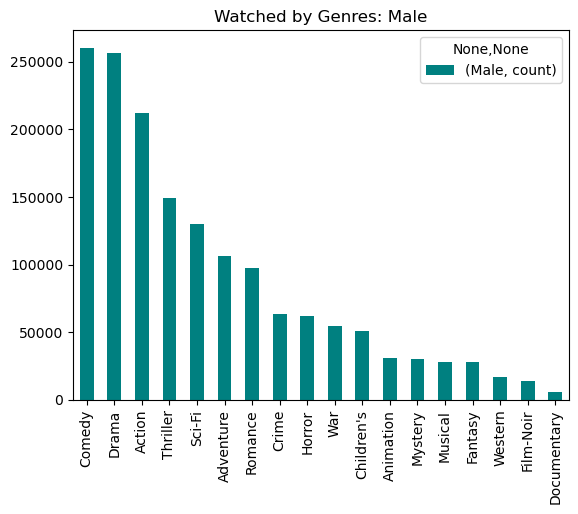 Watched by Genres: Male
None,None
(Male, count)
250000
200000
150000
100000
50000
0
Comedy
Drama
Action
Thriller
Sci-Fi
Adventure
Romance
Crime
Horror
War
Children's
Animation
Mystery
Musical
Fantasy
Western
Film-Noir
Documentary